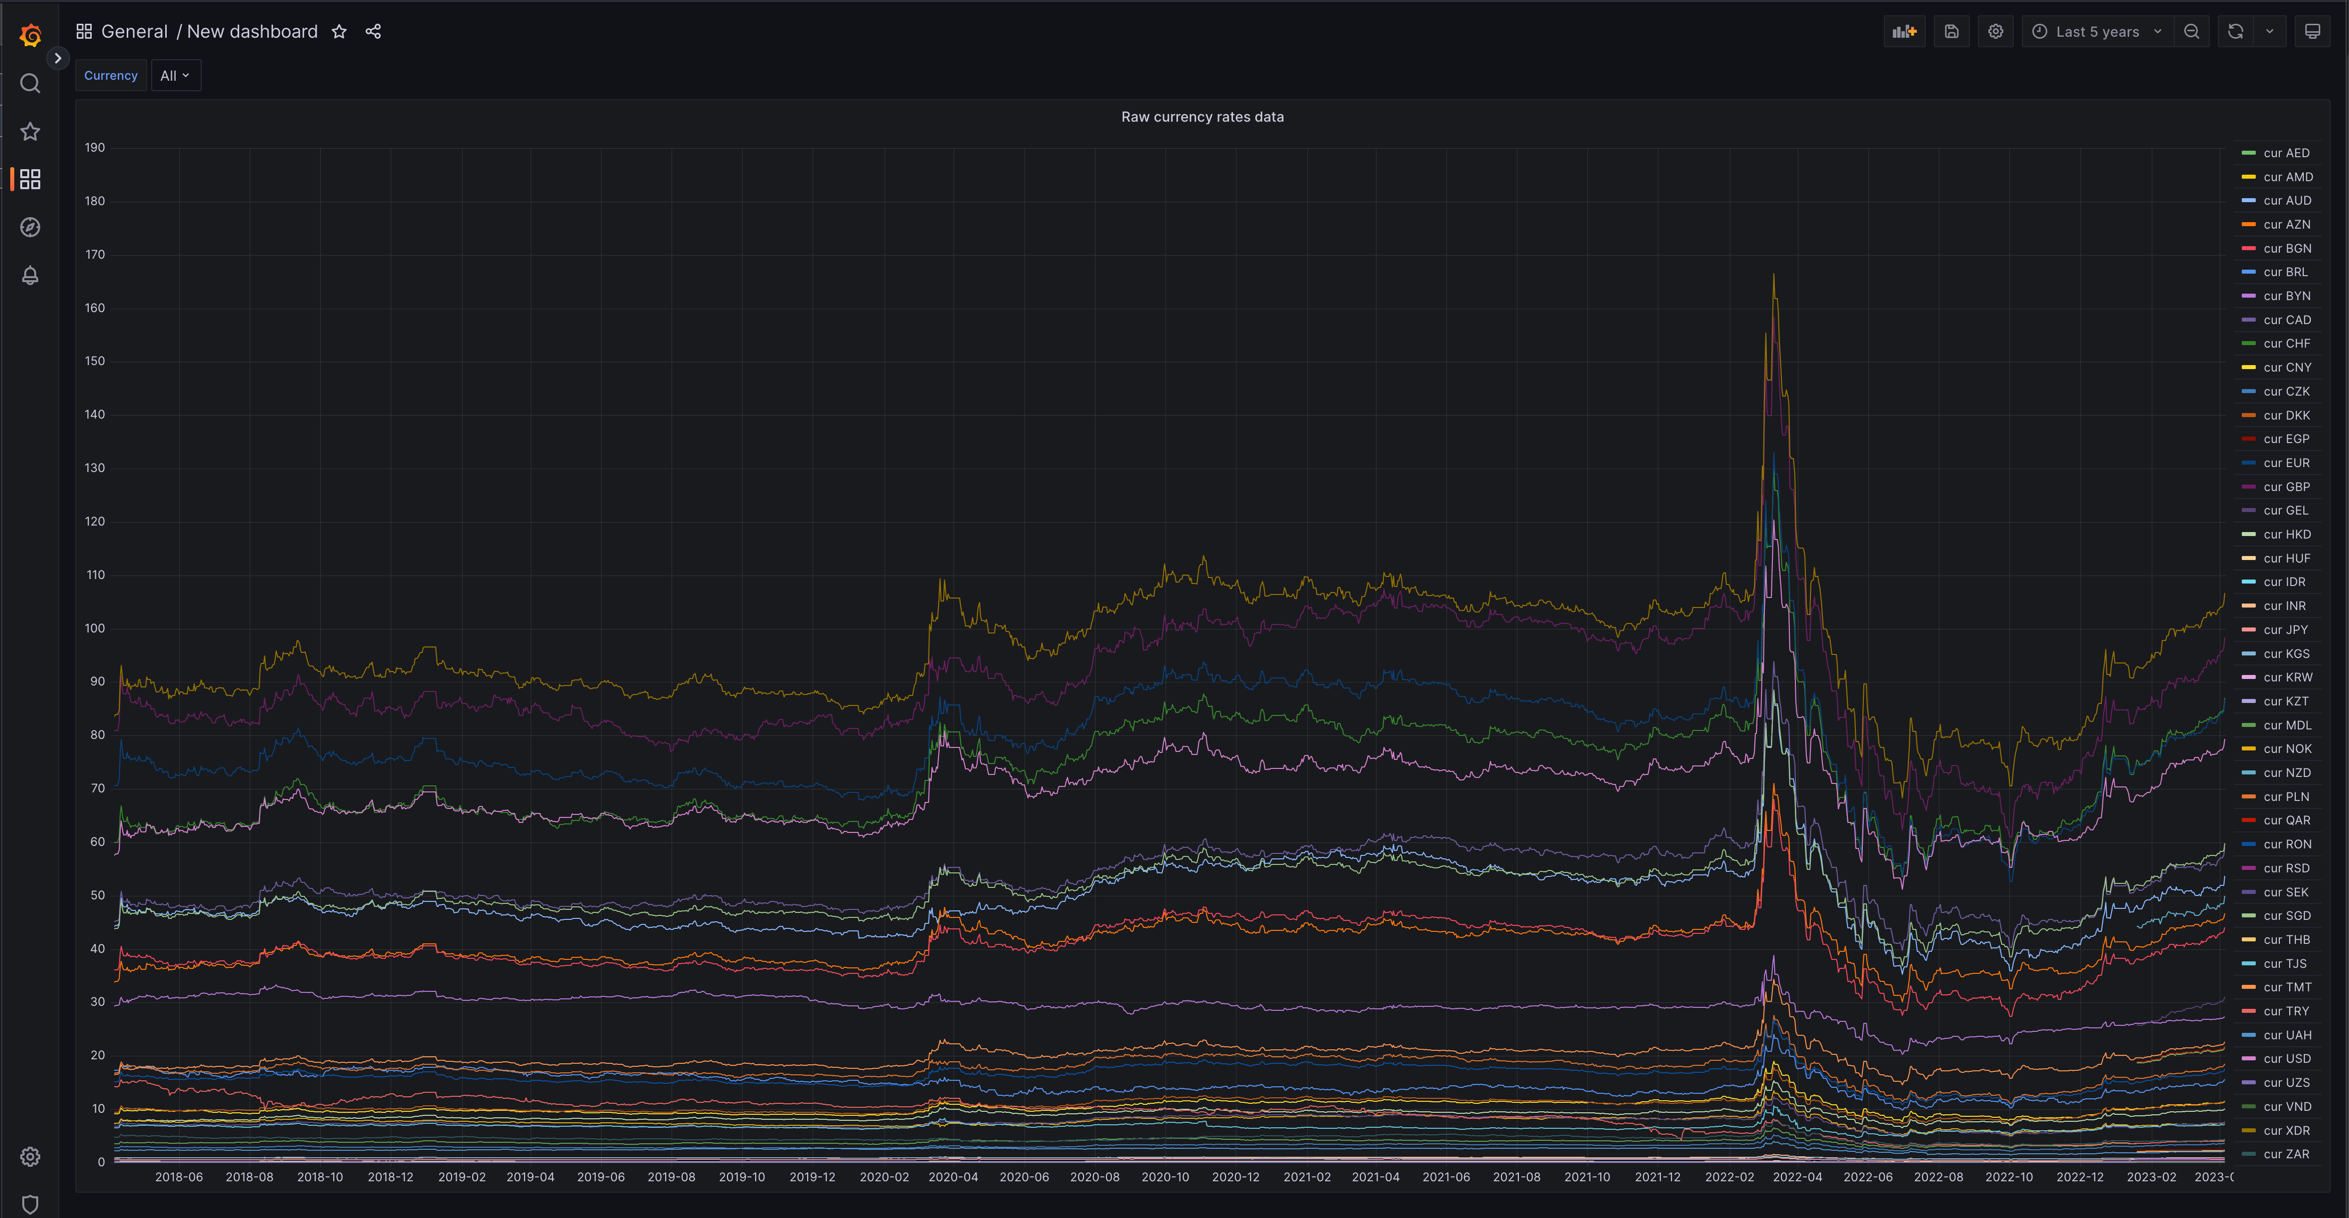 General / New dashboard
Last 5 years
Currency
All
Raw currency rates data
190
180
170
160
150
140
130
120
110
100
90
80
70
60
50
40
30
20
10
0
2018-06
2018-08
2018-10
2018-12
2019-02
2019-04
2019-06
2019-08
2019-10
2019-12
2020-02
2020-04
2020-06
2020-08
2020-10
2020-12
2021-02
2021-04
2021-06
2021-08
2021-10
2021-12
2022-02
2022-04
2022-06
2022-08
2022-10
2022-12
2023-02
2023-0
cur AED
cur AMD
cur AUD
cur AZN
cur BGN
cur BRL
cur BYN
cur CAD
cur CHF
cur CNY
cur CZK
cur DKK
cur EGP
cur EUR
cur GBP
cur GEL
cur HKD
cur HUF
cur IDR
cur INR
cur JPY
cur KGS
cur KRW
cur KZT
cur MDL
cur NOK
cur NZD
cur PLN
cur QAR
cur RON
cur RSD
cur SEK
cur SGD
cur THB
cur TJS
cur TMT
cur TRY
cur UAH
cur USD
cur UZS
cur VND
cur XDR
cur ZAR